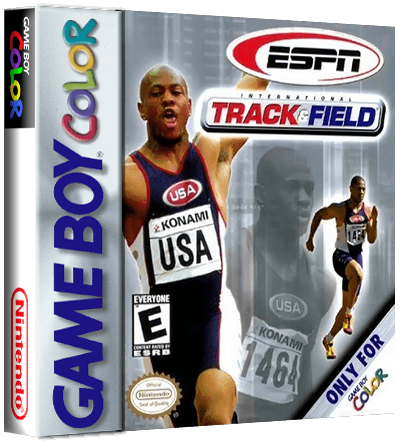 GAME BOY
COLOR
Nintendo
GAME BOY COLOR
ESPN
INTERNATIONAL
TRACK & FIELD
USA
KONAMI
USA
USA
KONAMI
1464
EVERYONE
E
CONTENT RATED BY
ESRB
Official
Nintendo
Seal of Quality
ONLY FOR
GAME BOY
COLOR